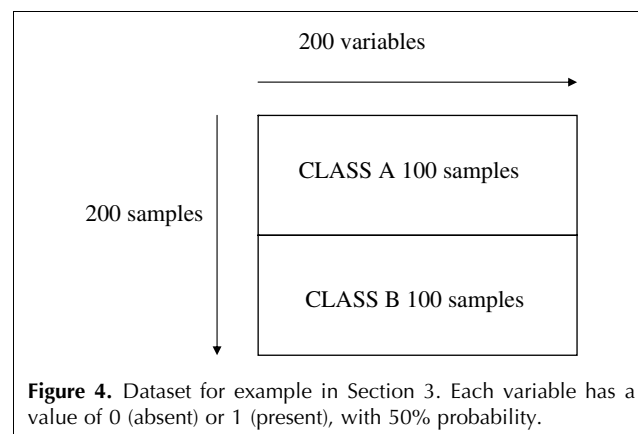 200 variables
CLASS A 100 samples
200 samples
CLASS B 100 samples
Figure 4. Dataset for example in Section 3. Each variable has a
value of 0 (absent) or 1 (present), with 50% probability.